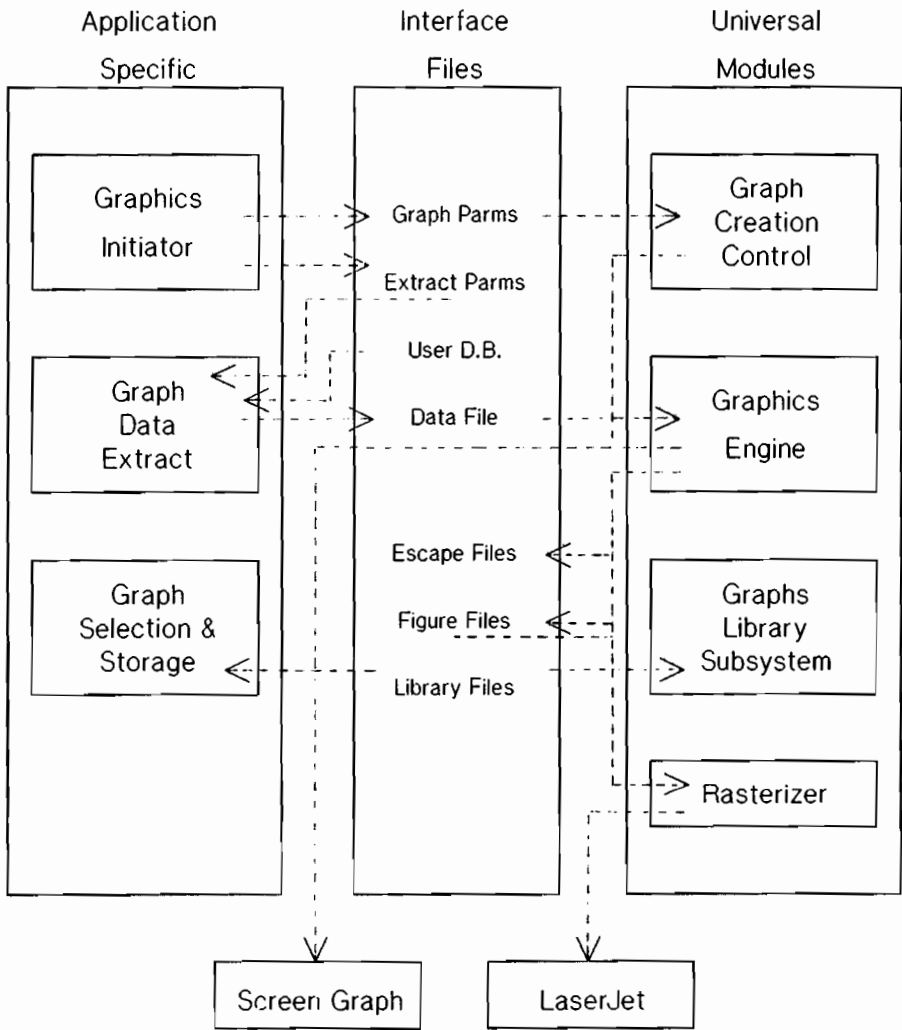 Application
Specific
Interface
Files
Universal
Modules
Graphics
Initiator
Graph
Data
Extract
Graph
Selection &
Storage
Graph Parms
Extract Parms
User D.B.
Data File
Escape Files
Figure Files
Library Files
Graph
Creation
Control
Graphics
Engine
Graphs
Library
Subsystem
Rasterizer
Screen Graph
LaserJet